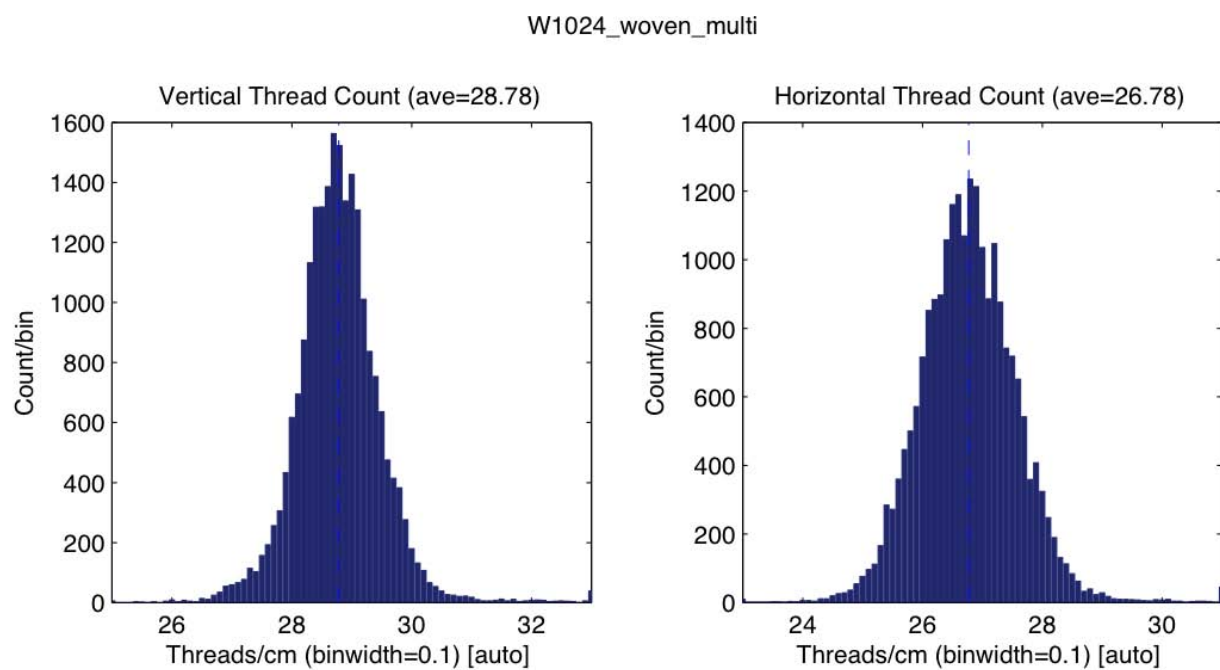 W1024_woven_multi
Vertical Thread Count (ave=28.78)
1600
1400
1200
1000
800
600
400
200
0
Count/bin
26 28 30 32
Threads/cm (binwidth=0.1) [auto]
Horizontal Thread Count (ave=26.78)
1400
1200
1000
800
600
400
200
0
Count/bin
24 26 28 30
Threads/cm (binwidth=0.1) [auto]